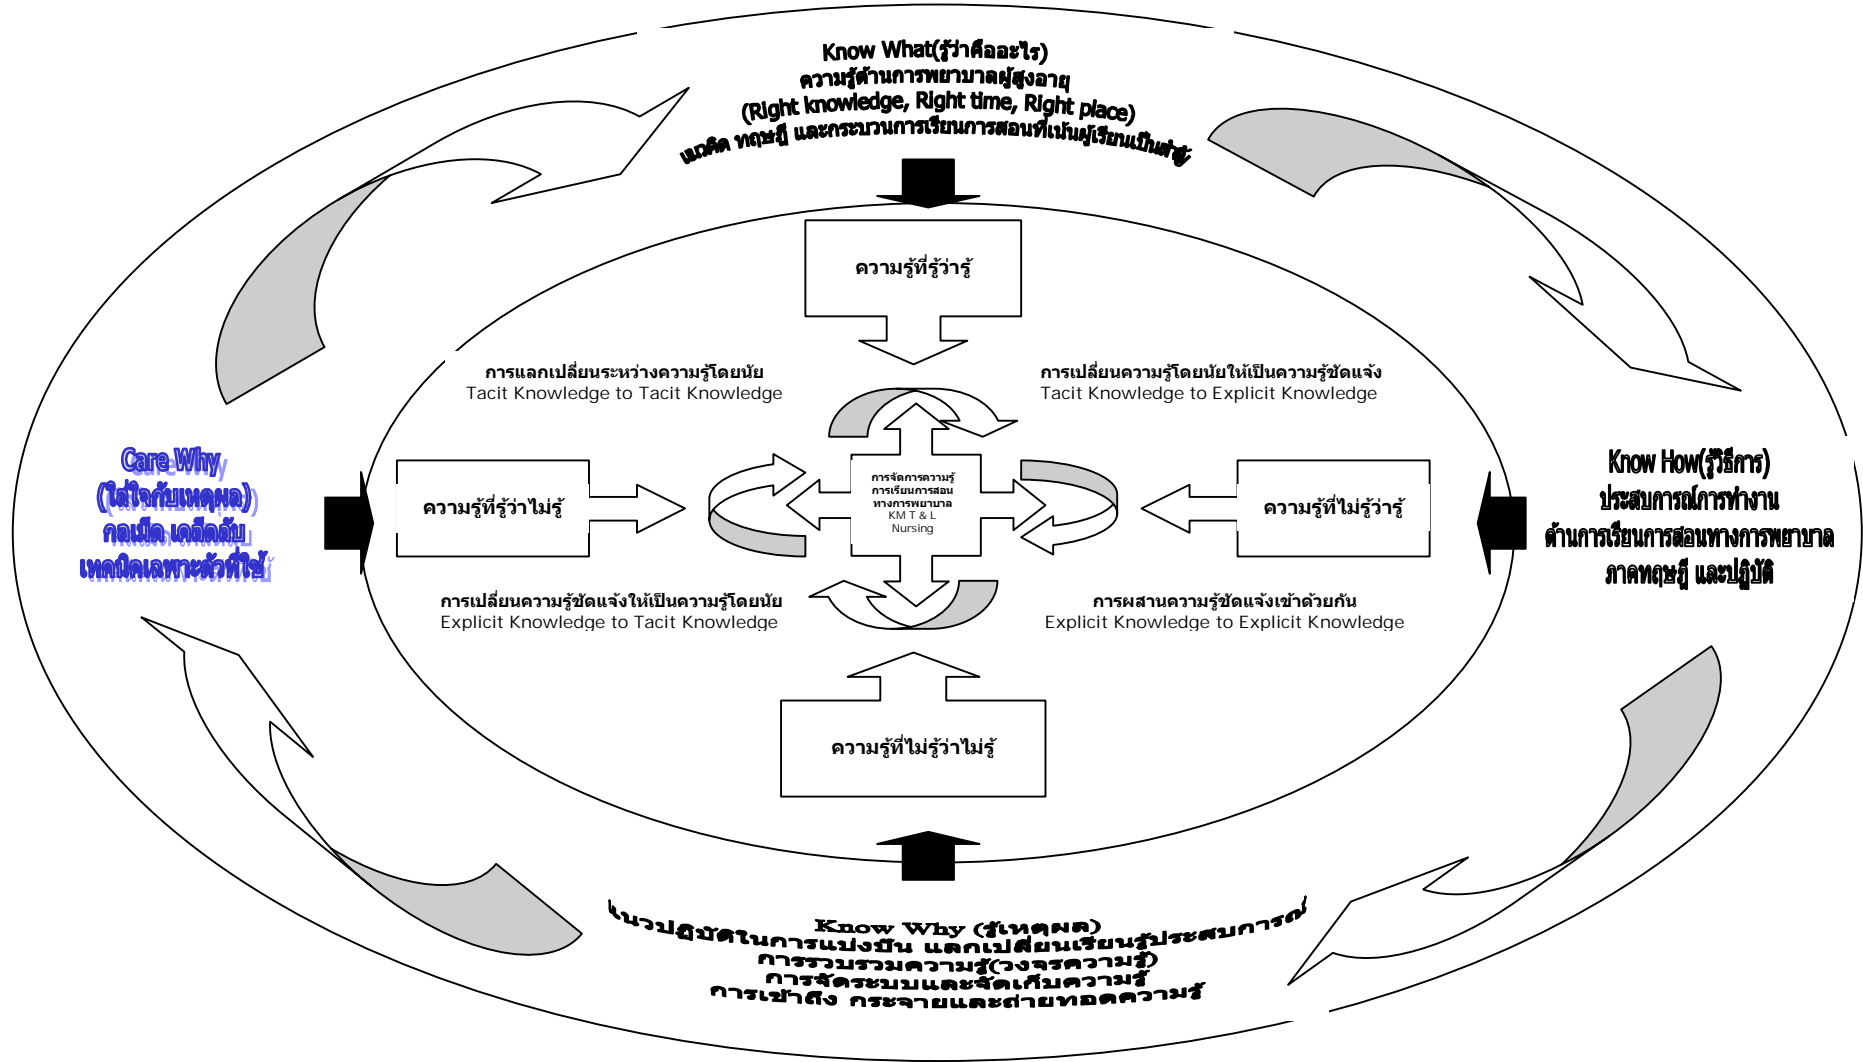 Know What(รู้ว่าคืออะไร)
ความรู้ด้านการพยาบาลผู้สูงอายุ
(Right knowledge, Right time, Right place)
แนวคิด ทฤษฎี และกระบวนการเรียนการสอนที่เน้นผู้เรียนเป็นสำคัญ
ความรู้ที่รู้ว่ารู้
การแลกเปลี่ยนระหว่างความรู้โดยนัย
Tacit Knowledge to Tacit Knowledge
การเปลี่ยนความรู้โดยนัยให้เป็นความรู้ชัดแจ้ง
Tacit Knowledge to Explicit Knowledge
Care Why
(ใส่ใจกับเหตุผล)
กอเม็ด เคล็ดลับ
เทคนิคเฉพาะตัวที่ใช้
ความรู้ที่รู้ว่าไม่รู้
การจัดการความรู้
การเรียนการสอน
ทางการพยาบาล
KM T & L
Nursing
ความรู้ที่ไม่รู้ว่ารู้
Know How(รู้วิธีการ)
ประสบการณ์การทำงาน
ด้านการเรียนการสอนทางการพยาบาล
ภาคทฤษฎี และปฏิบัติ
การเปลี่ยนความรู้ชัดแจ้งให้เป็นความรู้โดยนัย
Explicit Knowledge to Tacit Knowledge
การผสานความรู้ชัดแจ้งเข้าด้วยกัน
Explicit Knowledge to Explicit Knowledge
ความรู้ที่ไม่รู้ว่าไม่รู้
Know Why (รู้เหตุผล)
แนวปฏิบัติในการแบ่งปัน แลกเปลี่ยนเรียนรู้ประสบการณ์
การรวบรวมความรู้(วงจรความรู้)
การจัดระบบและจัดเก็บความรู้
การเข้าถึง กระจายและถ่ายทอดความรู้